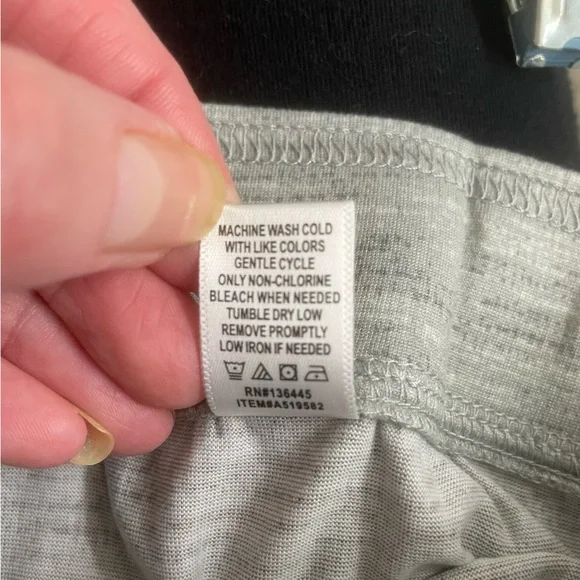 MACHINE WASH COLD
WITH LIKE COLORS
GENTLE CYCLE
ONLY NON-CHLORINE
BLEACH WHEN NEEDED
TUMBLE DRY LOW
REMOVE PROMPTLY
LOW IRON IF NEEDED
RN#136445
ITEM#A519582